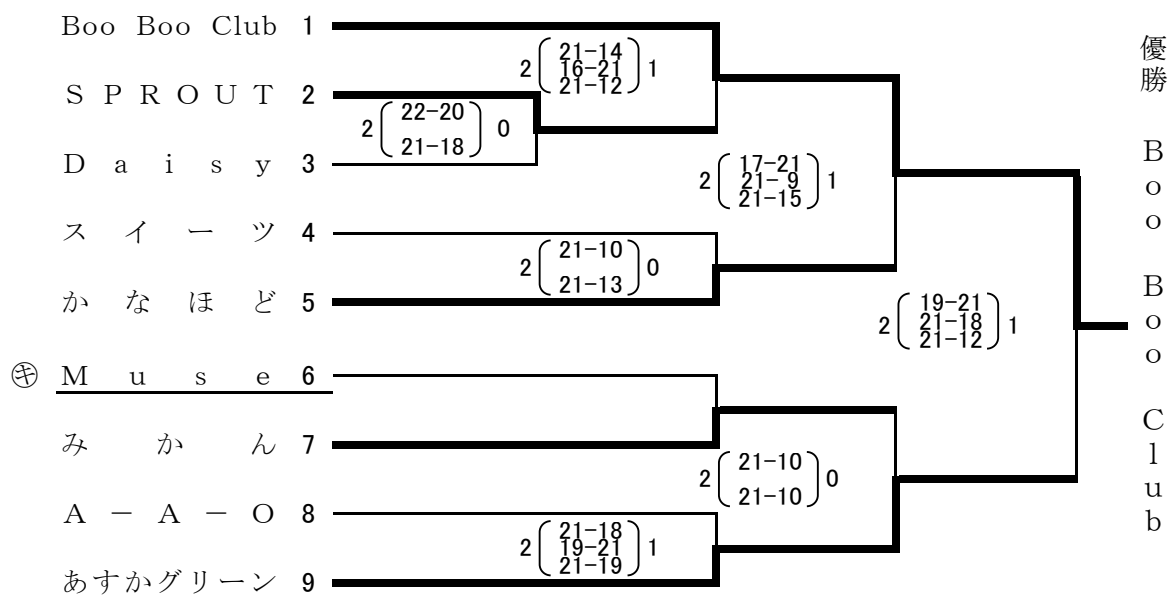 Boo Boo Club 1
SPROUT 2
Daisy 3
スイーツ 4
かなほど 5
㋖ Muse 6
みかん 7
A－A－O 8
あすかグリーン 9
2 22-20 0
21-18
2 21-14 1
16-21
21-12
2 21-10 0
21-13
2 21-18 1
19-21
21-19
2 17-21 1
21- 9
21-15
2 21-10 0
21-10
2 19-21 1
21-18
21-12
優勝 Boo Boo Club